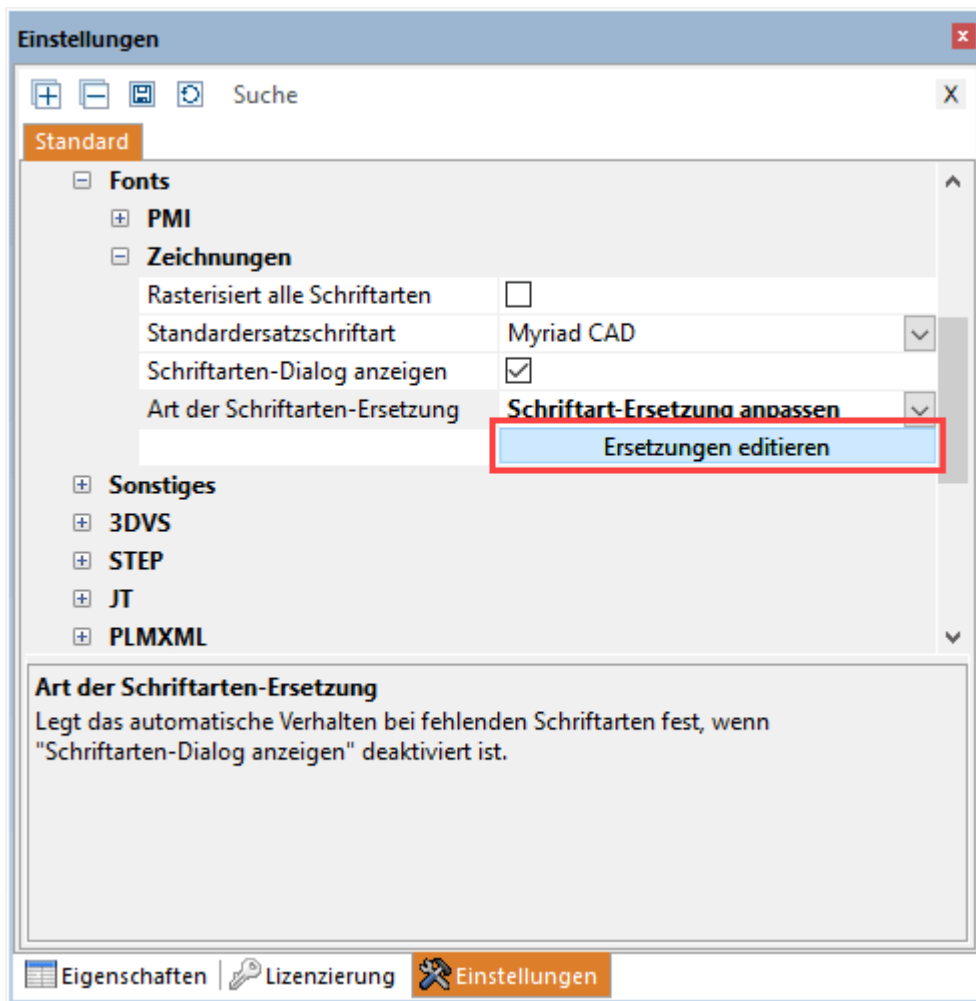 Einstellungen
Suche
X
Standard
Fonts
PMI
Zeichnungen
Rasterisiert alle Schriftarten
Standardersatzschriftart Myriad CAD
Schriftarten-Dialog anzeigen
Art der Schriftarten-Ersetzung Schriftart-Ersetzung anpassen
Ersetzungen editieren
Sonstiges
3DVS
STEP
JT
PLMXML
Art der Schriftarten-Ersetzung
Legt das automatische Verhalten bei fehlenden Schriftarten fest, wenn
"Schriftarten-Dialog anzeigen" deaktiviert ist.
Eigenschaften Lizenzierung Einstellungen